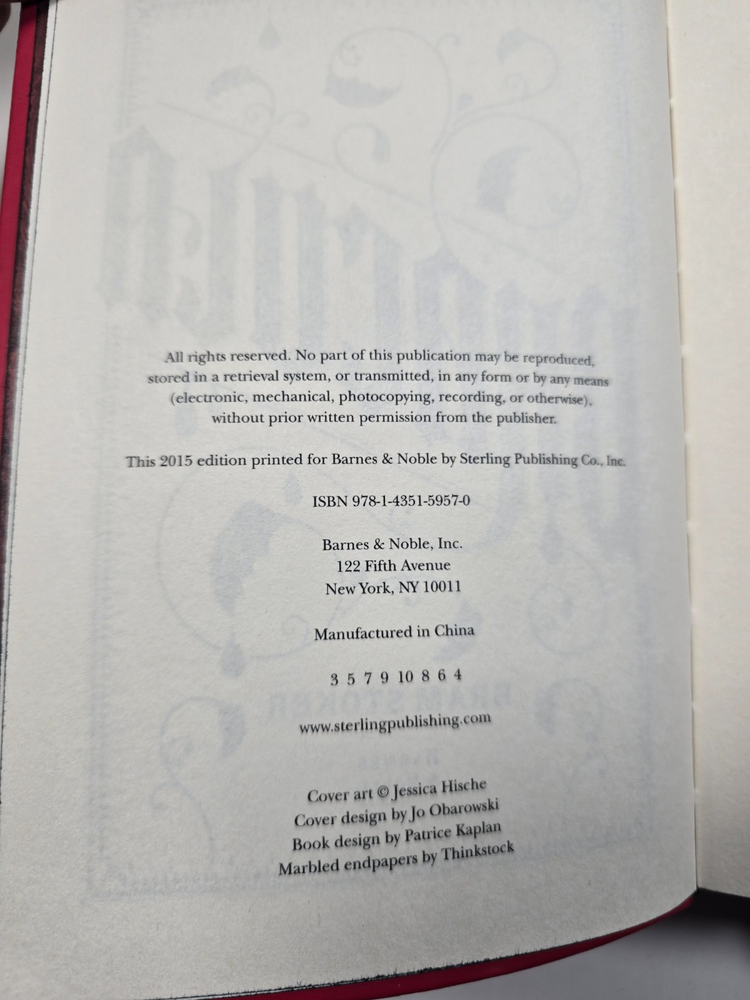 All rights reserved. No part of this publication may be reproduced,
stored in a retrieval system, or transmitted, in any form or by any means
(electronic, mechanical, photocopying, recording, or otherwise),
without prior written permission from the publisher.
This 2015 edition printed for Barnes & Noble by Sterling Publishing Co., Inc.
ISBN 978-1-4351-5957-0
Barnes & Noble, Inc.
122 Fifth Avenue
New York, NY 10011
Manufactured in China
3 5 7 9 10 8 6 4
www.sterlingpublishing.com
Cover art © Jessica Hische
Cover design by Jo Obarowski
Book design by Patrice Kaplan
Marbled endpapers by Thinkstock